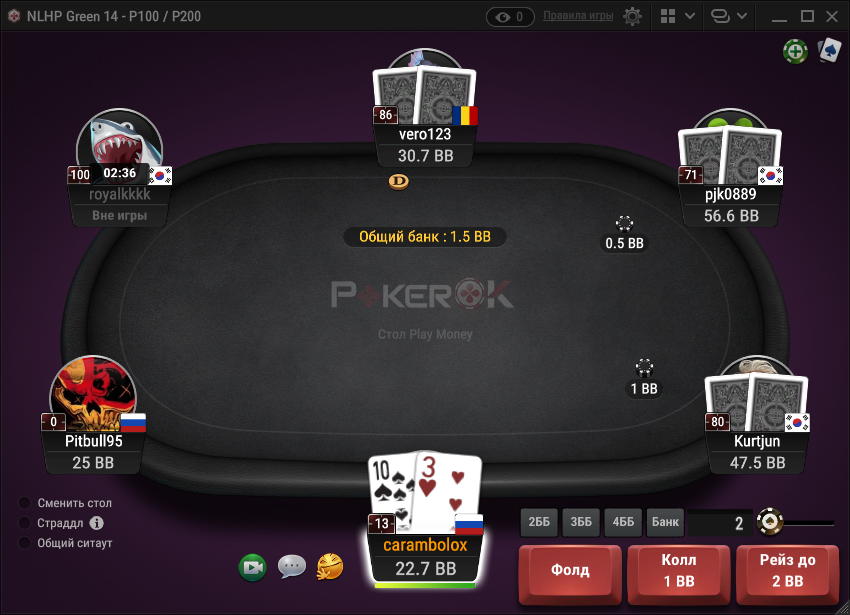 NLHP Green 14 - P100 / P200
0
Правила игры
86
vero123
30.7 BB
100
02:36
royalkkkk
Вне игры
71
pjk0889
56.6 BB
D
Общий банк : 1.5 BB
0.5 BB
POKEROK
Стол Play Money
1 BB
0
Pitbull95
25 BB
80
Kurtjun
47.5 BB
10
3
13
carambolox
22.7 BB
Сменить стол
Страддл i
Общий ситаут
2ББ
3ББ
4ББ
Банк
2
Фолд
Колл
1 BB
Рейз до
2 BB